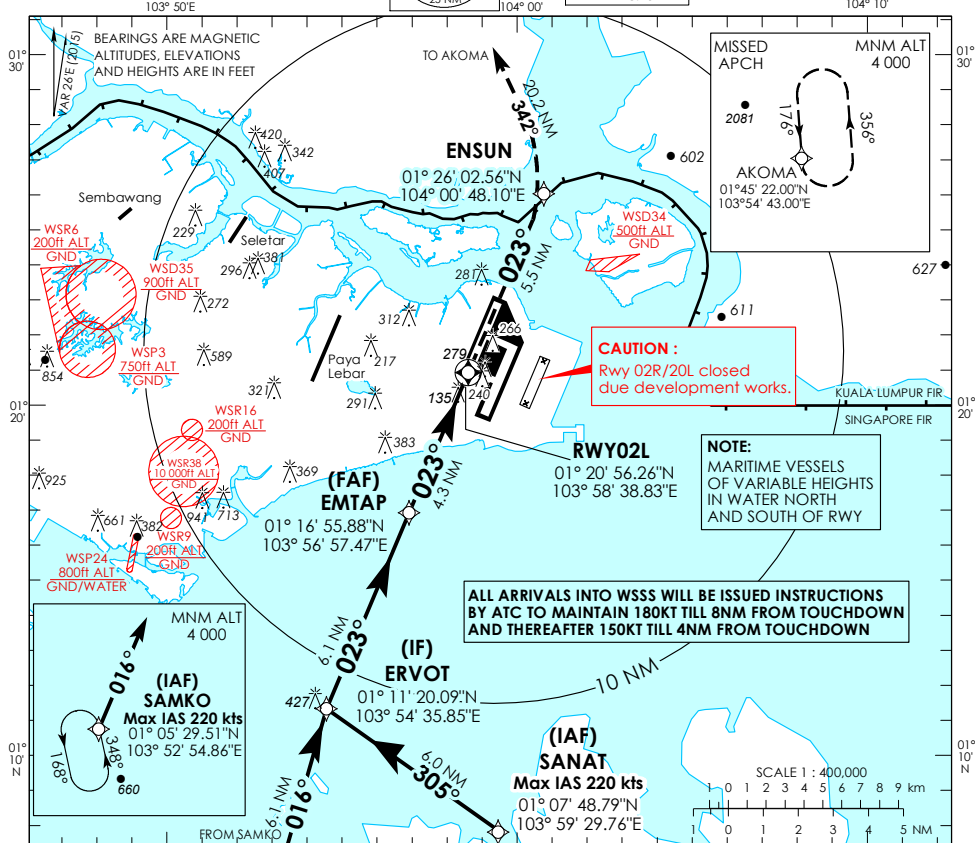 25 NM
103° 50'E
104° 00'
104° 10'
01°
30'
BEARINGS ARE MAGNETIC
ALTITUDES, ELEVATIONS
AND HEIGHTS ARE IN FEET
VAR 26'E (2015)
TO AKOMA
20.2 NM
342°
MISSED
APCH
MNM ALT
4 000
2081
176°
356°
AKOMA
01°45' 22.00"N
103°54' 43.00"E
01°
30'
420
342
407
ENSUN
01° 26' 02.56"N
104° 00' 48.10"E
602
Sembawang
229
Seletar
WSR6
200ft ALT
GND
WSD35
900ft ALT
GND
296
381
272
281
023°
5.5 NM
WSD34
500ft ALT
GND
627
611
312
266
WSP3
750ft ALT
GND
854
589
Paya
Lebar
217
279
CAUTION :
Rwy 02R/20L closed
due development works.
321
291
135
240
KUALA LUMPUR FIR
SINGAPORE FIR
01°
20'
01°
20'
WSR16
200ft ALT
GND
383
RWY02L
01° 20' 56.26"N
103° 58' 38.83"E
NOTE:
MARITIME VESSELS
OF VARIABLE HEIGHTS
IN WATER NORTH
AND SOUTH OF RWY
925
WSR38
10 000ft ALT
GND
369
023°
4.3 NM
(FAF)
EMTAP
01° 16' 55.88"N
103° 56' 57.47"E
941
713
661
382
WSR9
200ft ALT
GND
WSP24
800ft ALT
GND/WATER
ALL ARRIVALS INTO WSSS WILL BE ISSUED INSTRUCTIONS
BY ATC TO MAINTAIN 180KT TILL 8NM FROM TOUCHDOWN
AND THEREAFTER 150KT TILL 4NM FROM TOUCHDOWN
MNM ALT
4 000
016°
(IAF)
SAMKO
Max IAS 220 kts
01° 05' 29.51"N
103° 52' 54.86"E
168°
348°
660
6.1 NM
023°
(IF)
ERVOT
01° 11' 20.09"N
103° 54' 35.85"E
427
10 NM
01°
10'
N
01°
10'
N
6.0 NM
305°
(IAF)
SANAT
Max IAS 220 kts
01° 07' 48.79"N
103° 59' 29.76"E
6.1 NM
016°
FROM SAMKO
SCALE 1 : 400,000
1 0 1 2 3 4 5 6 7 8 9 km
1 0 1 2 3 4 5 NM